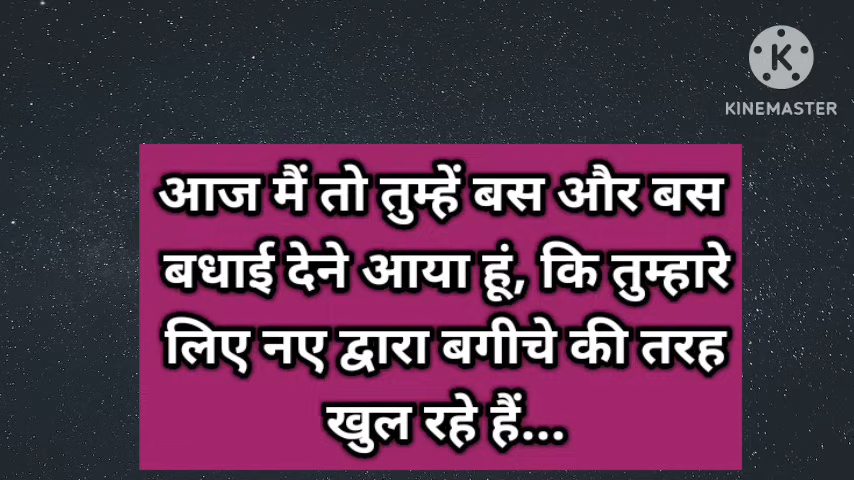 KINEMASTER
आज मैं तो तुम्हें बस और बस
बधाई देने आया हूं, कि तुम्हारे
लिए नए द्वारा बगीचे की तरह
खुल रहे हैं...